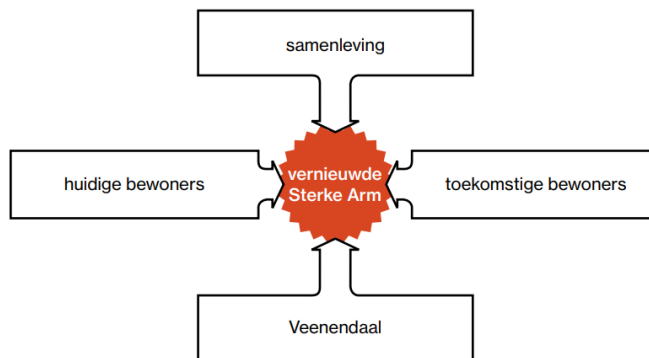 samenleving
huidige bewoners
vernieuwde
Sterke Arm
toekomstige bewoners
Veenendaal